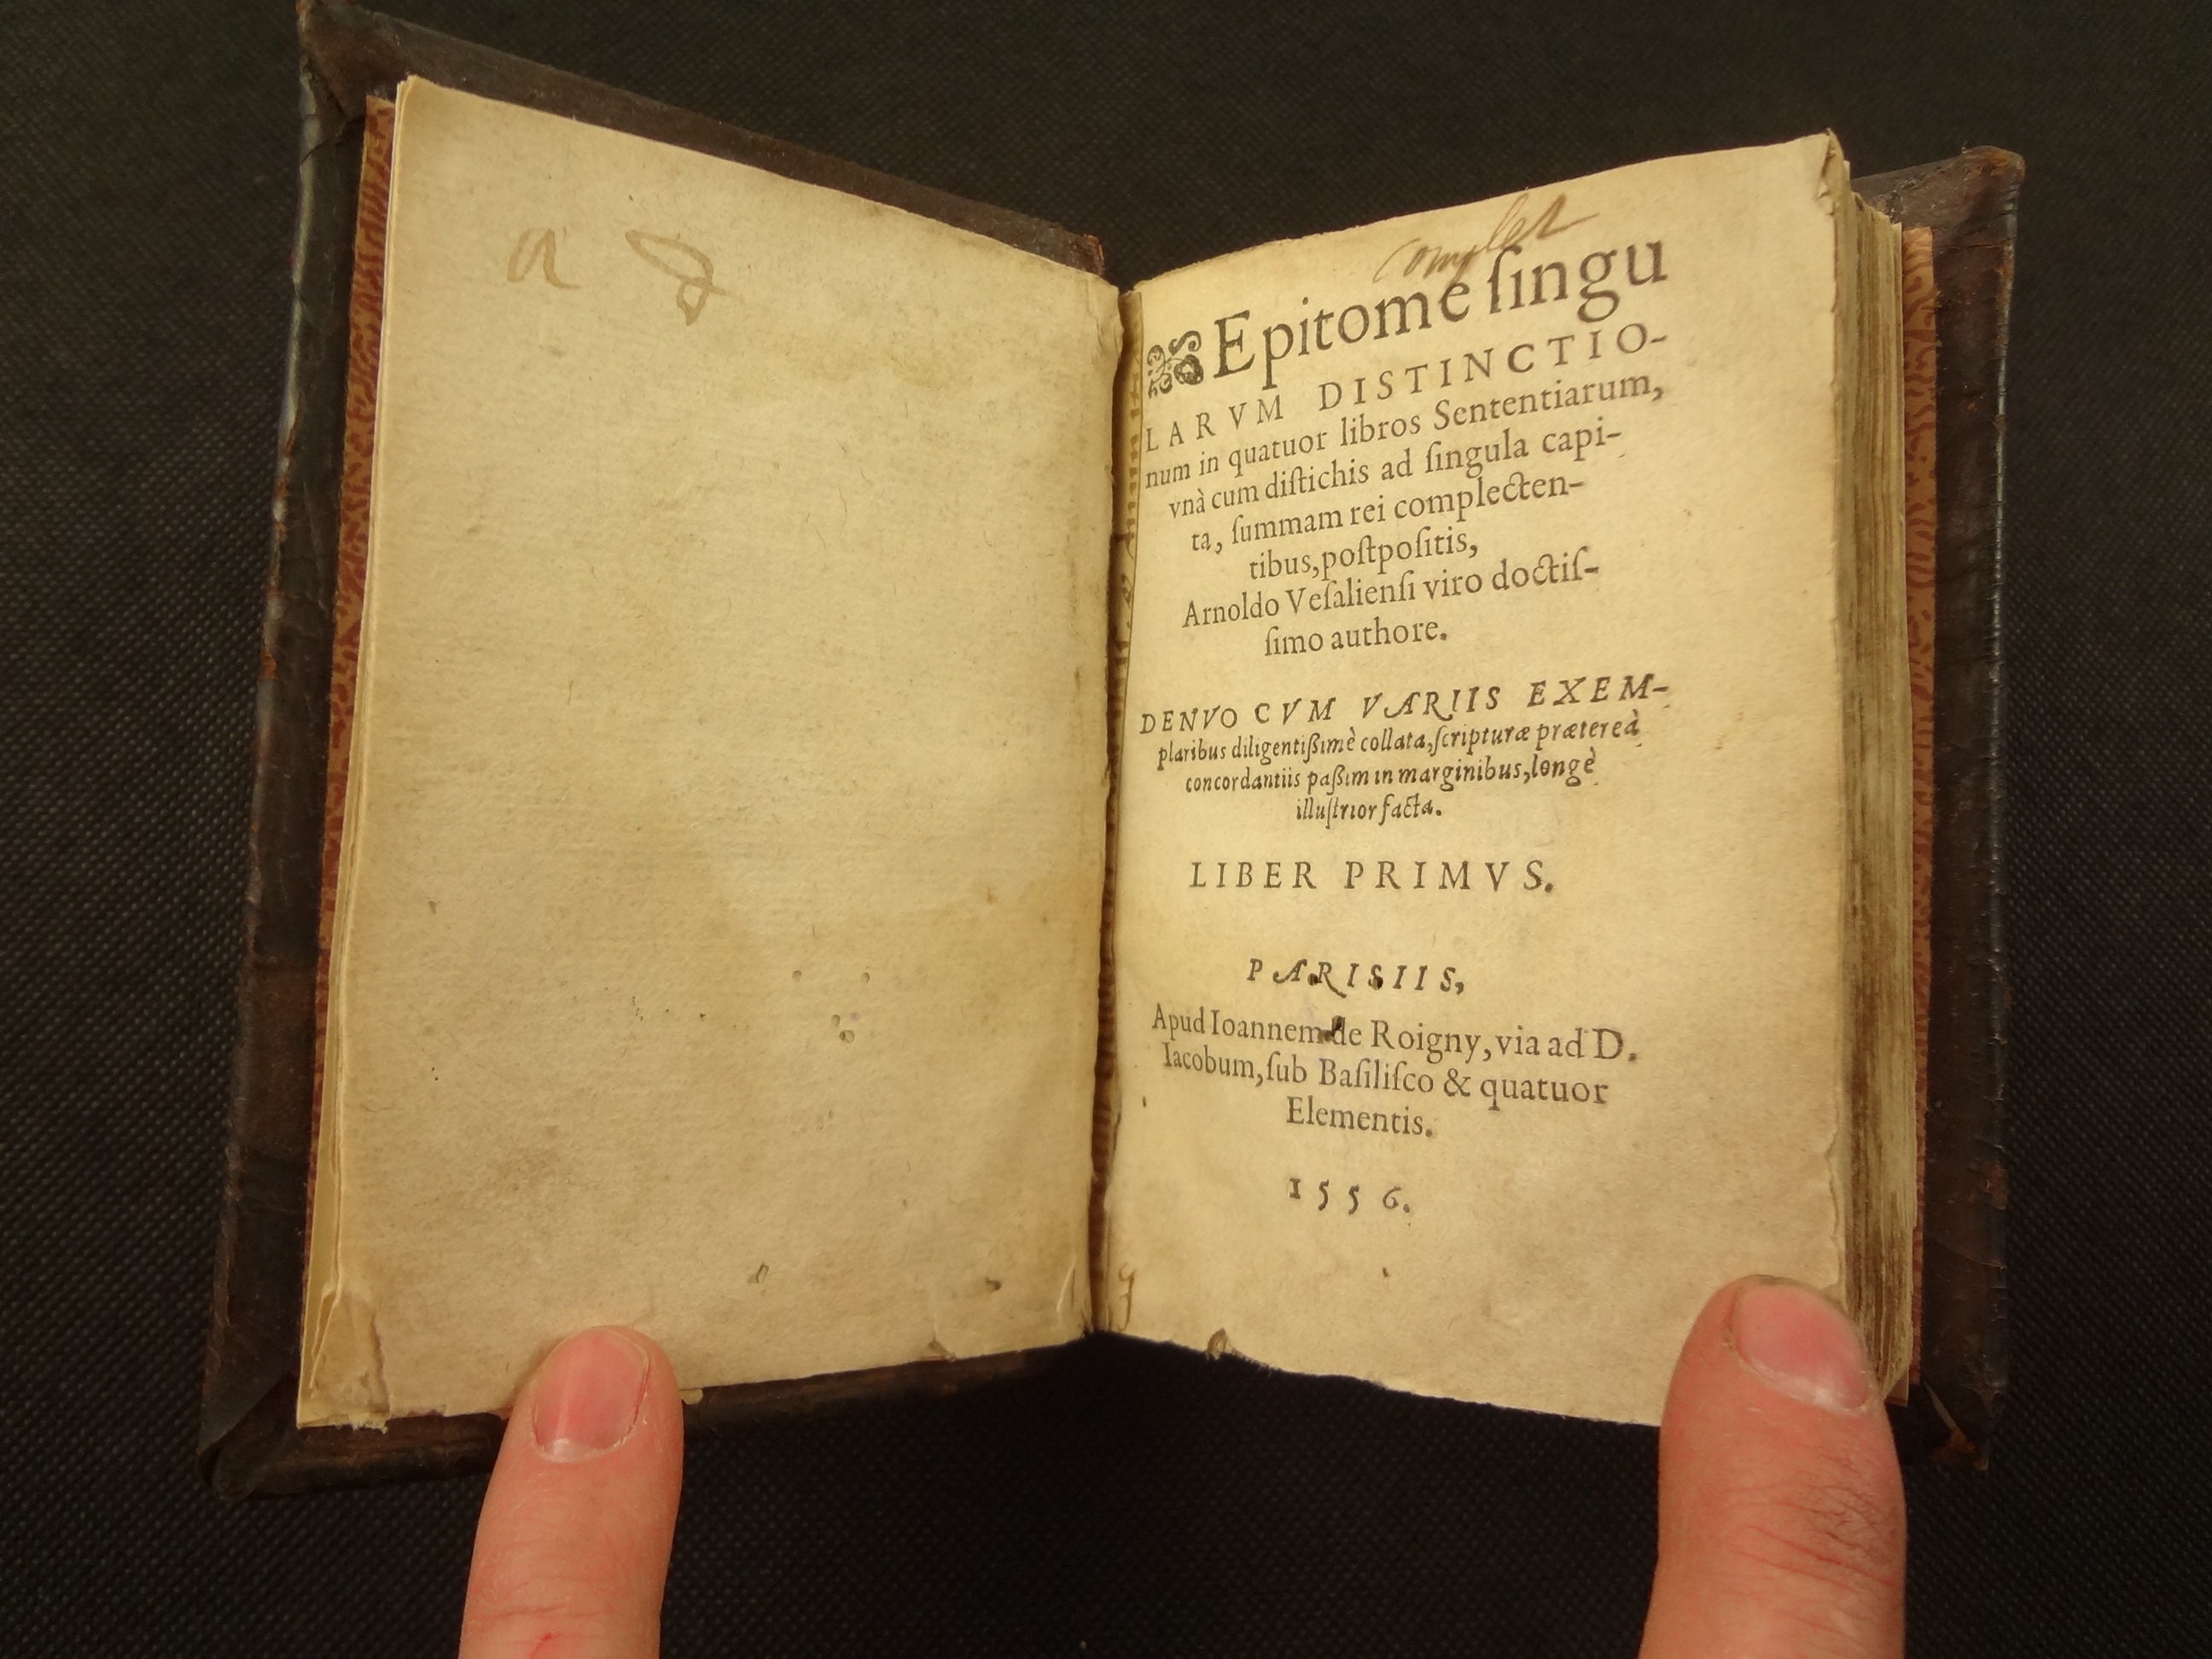 complet
Epitome ſingu
LARVM DISTINCTIO-
num in quatuor libros Sententiarum,
vnà cum diſtichis ad ſingula capi-
ta, ſummam rei complecten-
tibus, poſtpoſitis,
Arnoldo Veſalienſi viro doctiſ-
ſimo authore.
DENVO CVM VARIIS EXEM-
plaribus diligentißimè collata, ſcripturæ prætereà
concordantiis paßim in marginibus, longè
illuſtrior facta.
LIBER PRIMVS.
PARISIIS,
Apud Ioannem de Roigny, via ad D.
Iacobum, ſub Baſiliſco & quatuor
Elementis.
1556.